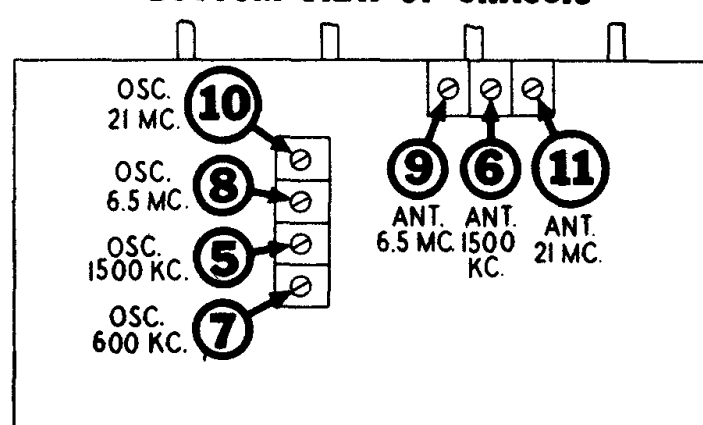 OSC.
21 MC.
10
OSC.
6.5 MC.
8
OSC.
1500 KC.
5
OSC.
600 KC.
7
9
6
11
ANT.
6.5 MC.
ANT.
1500
KC.
ANT.
21 MC.